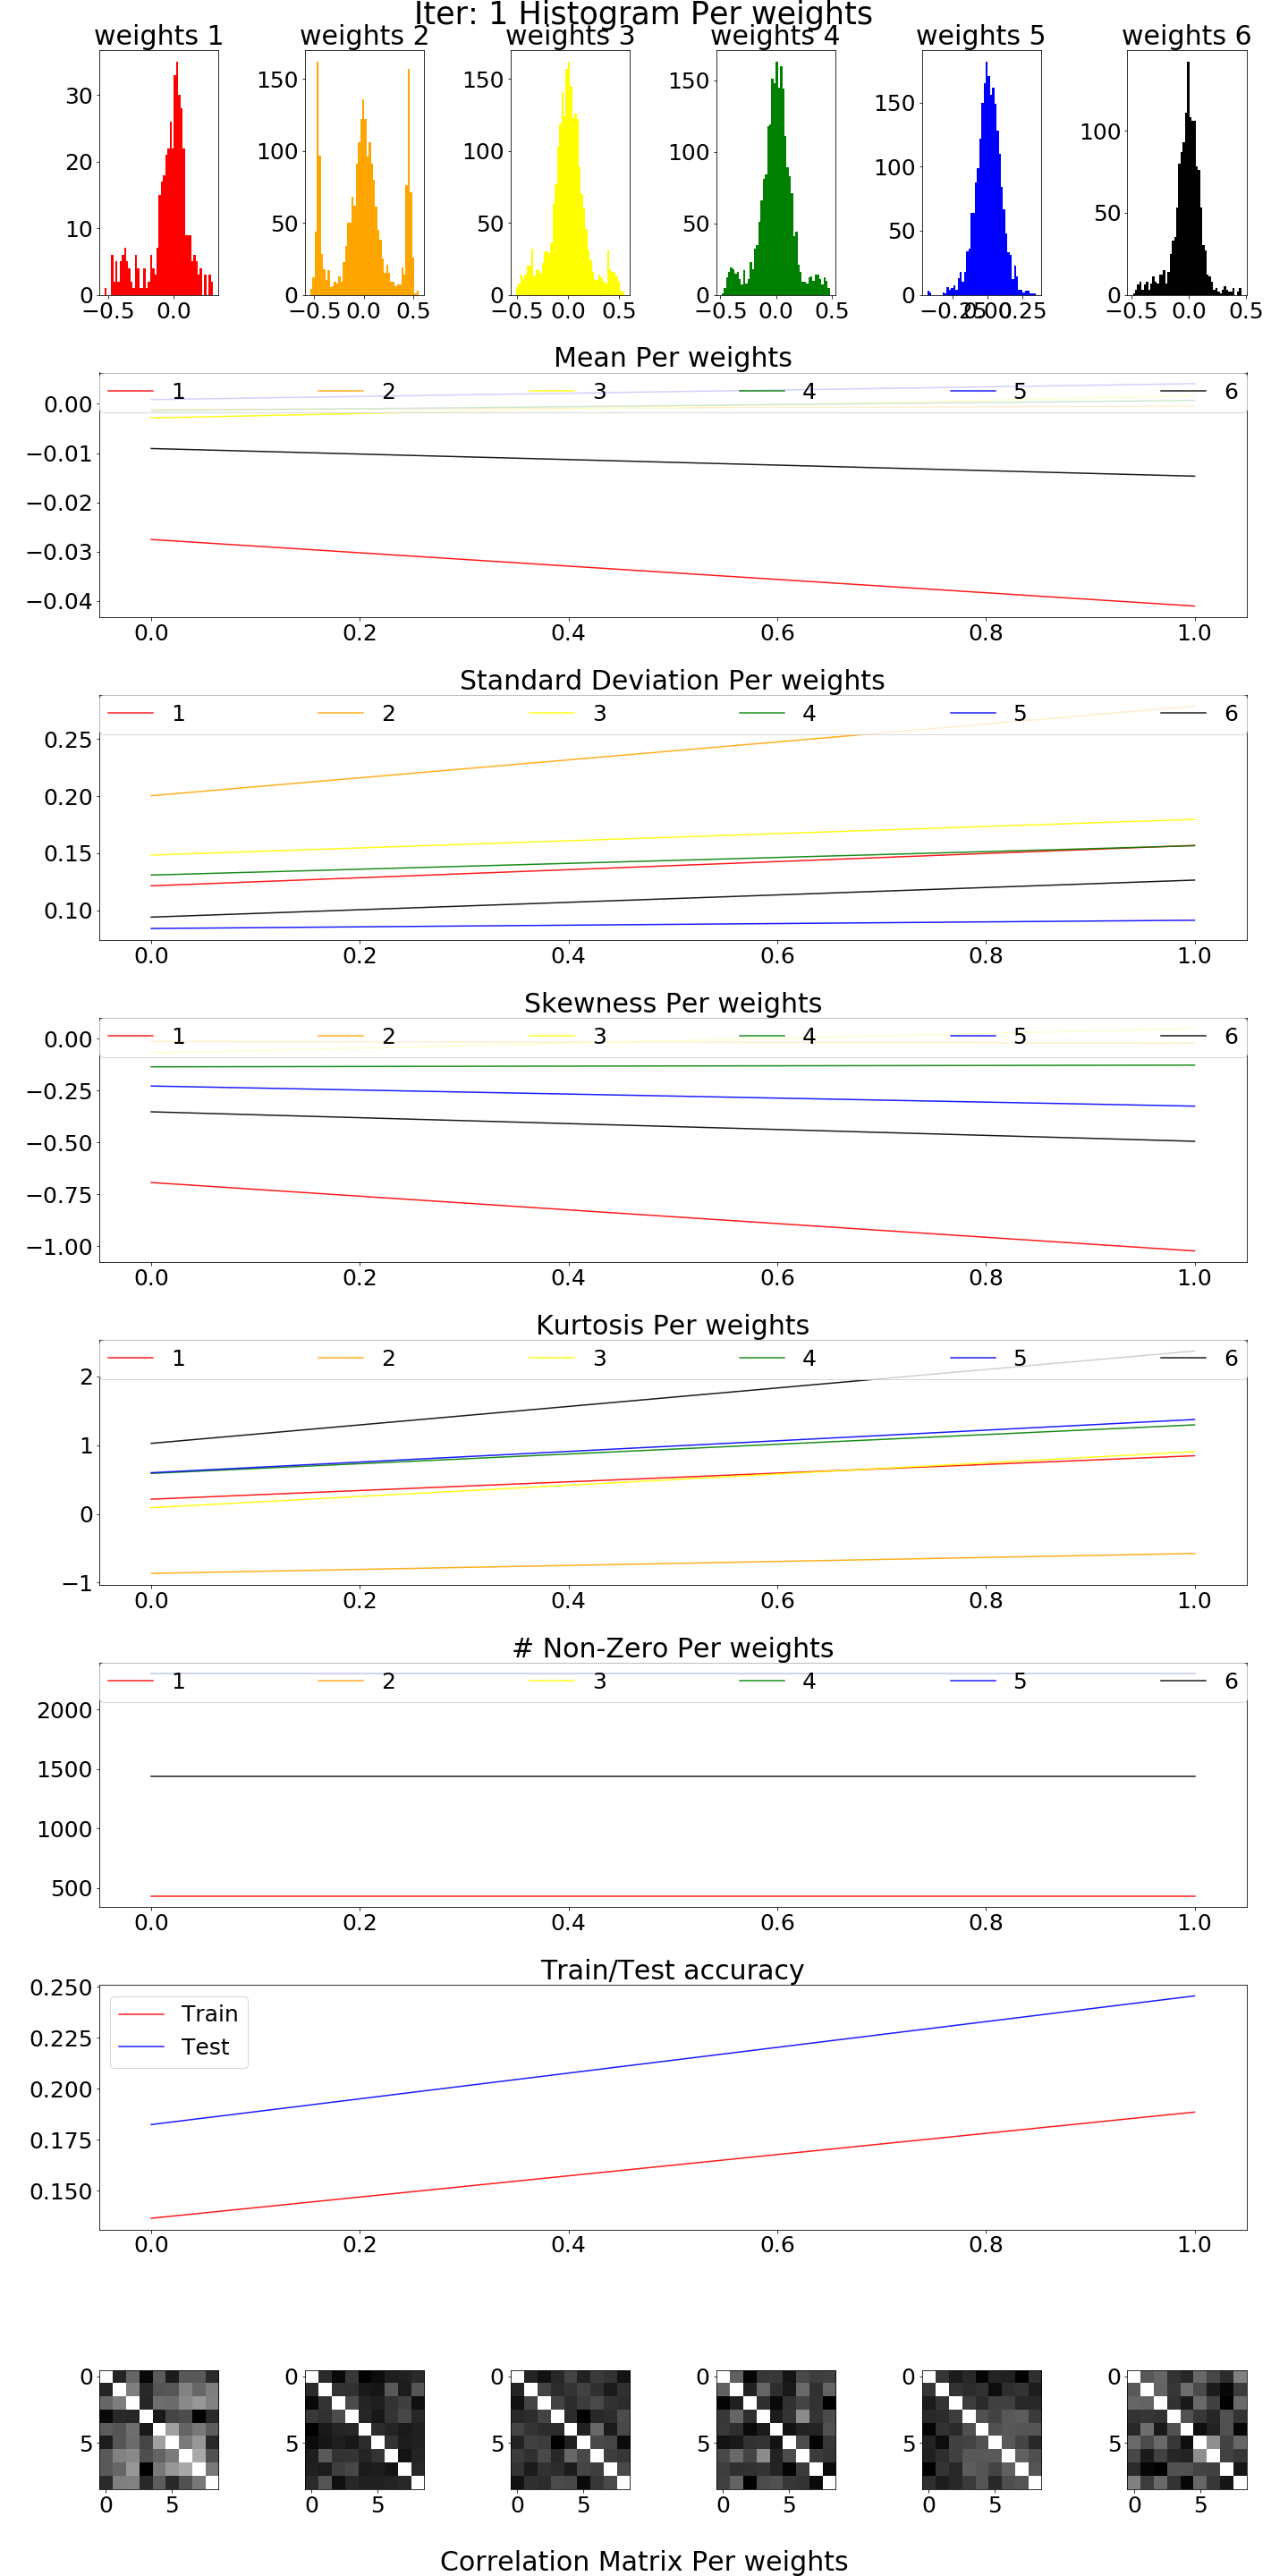 Iter: 1 Histogram Per weights
weights 1 weights 2 weights 3 weights 4 weights 5 weights 6
30
20
10
0
−0.5 0.0
150
100
50
0
−0.5 0.0 0.5
150
100
50
0
−0.5 0.0 0.5
150
100
50
0
−0.5 0.0 0.5
150
100
50
0
−0.25 0.00 0.25
100
50
0
−0.5 0.0 0.5
Mean Per weights
1 2 3 4 5 6
0.00
−0.01
−0.02
−0.03
−0.04
0.0 0.2 0.4 0.6 0.8 1.0
Standard Deviation Per weights
1 2 3 4 5 6
0.25
0.20
0.15
0.10
0.0 0.2 0.4 0.6 0.8 1.0
Skewness Per weights
1 2 3 4 5 6
0.00
−0.25
−0.50
−0.75
−1.00
0.0 0.2 0.4 0.6 0.8 1.0
Kurtosis Per weights
1 2 3 4 5 6
2
1
0
−1
0.0 0.2 0.4 0.6 0.8 1.0
# Non-Zero Per weights
1 2 3 4 5 6
2000
1500
1000
500
0.0 0.2 0.4 0.6 0.8 1.0
Train/Test accuracy
Train
Test
0.250
0.225
0.200
0.175
0.150
0.0 0.2 0.4 0.6 0.8 1.0
0
5
0 5
0
5
0 5
0
5
0 5
0
5
0 5
0
5
0 5
0
5
0 5
Correlation Matrix Per weights